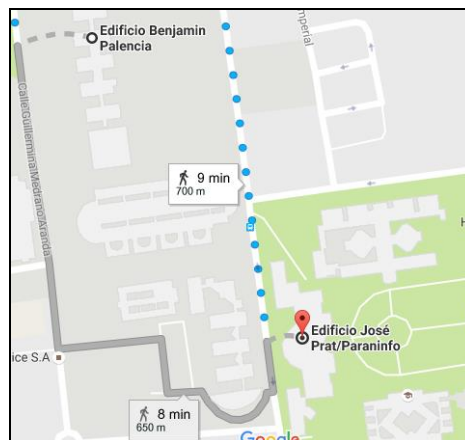 Edificio Benjamin
Palencia
mperial
Calle Guillermina Medrano Aranda
9 min
700 m
H
Edificio José
Prat/Paraninfo
ice S.A
8 min
650 m
Google